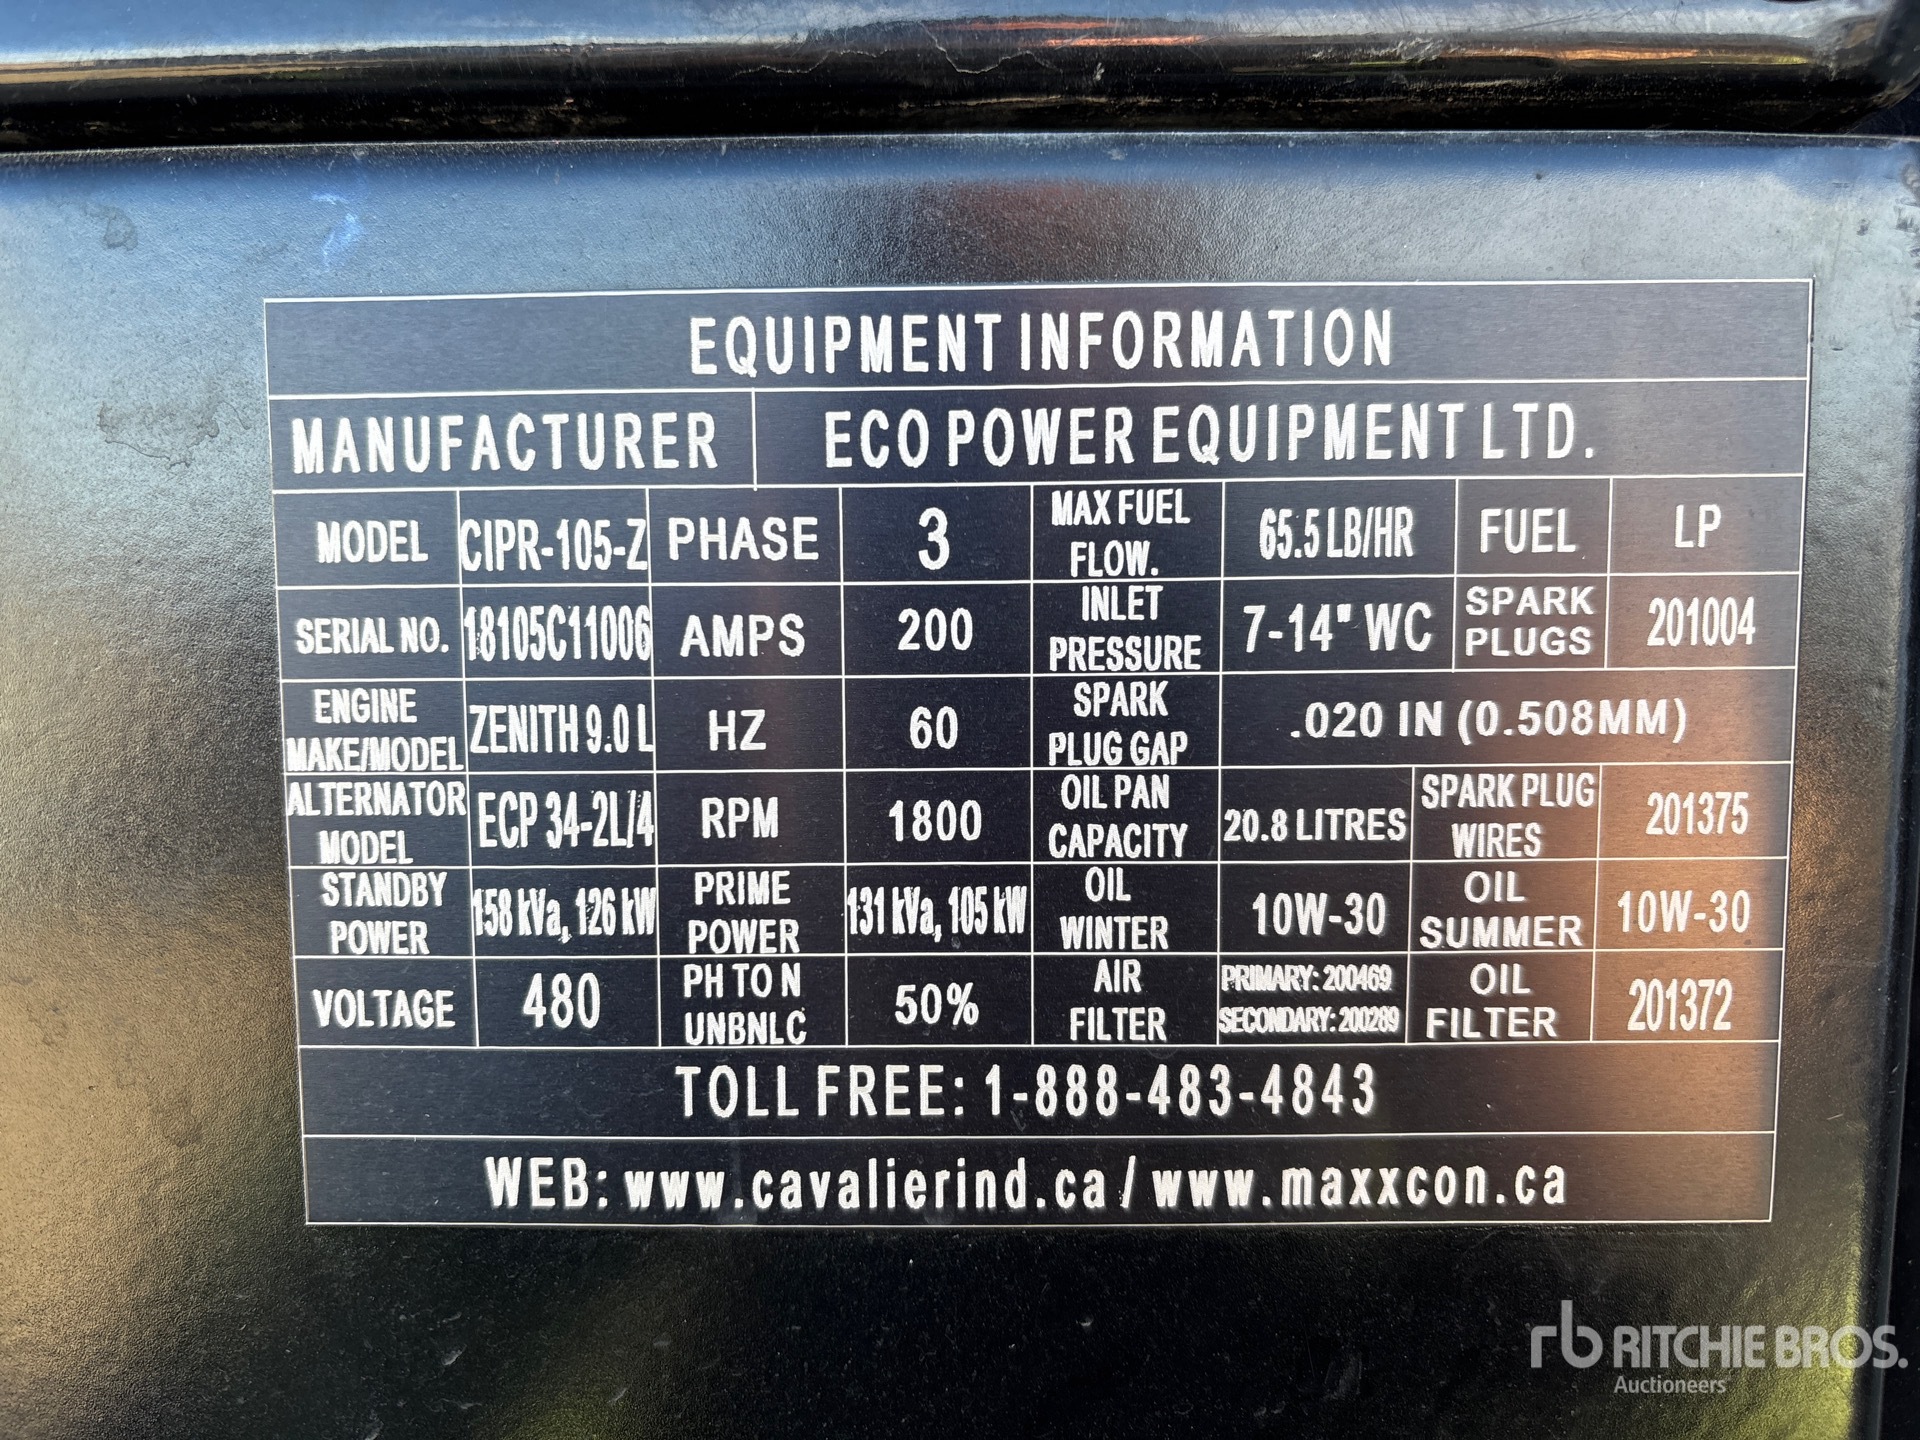 EQUIPMENT INFORMATION
MANUFACTURER ECO POWER EQUIPMENT LTD.
MODEL CIPR-105-Z PHASE 3 MAX FUEL FLOW. 65.5 LB/HR FUEL LP
SERIAL NO. 18105C11006 AMPS 200 INLET PRESSURE 7-14" WC SPARK PLUGS 201004
ENGINE MAKE/MODEL ZENITH 9.0 L HZ 60 SPARK PLUG GAP .020 IN (0.508MM)
ALTERNATOR MODEL ECP 34-2L/4 RPM 1800 OIL PAN CAPACITY 20.8 LITRES SPARK PLUG WIRES 201375
STANDBY POWER 158 kVa, 126 kW PRIME POWER 131 kVa, 105 kW OIL WINTER 10W-30 OIL SUMMER 10W-30
VOLTAGE 480 PH TO N UNBNLC 50% AIR FILTER PRIMARY: 200469 SECONDARY: 200289 OIL FILTER 201372
TOLL FREE: 1-888-483-4843
WEB: www.cavalierind.ca / www.maxxcon.ca
rb RITCHIE BROS.
Auctioneers